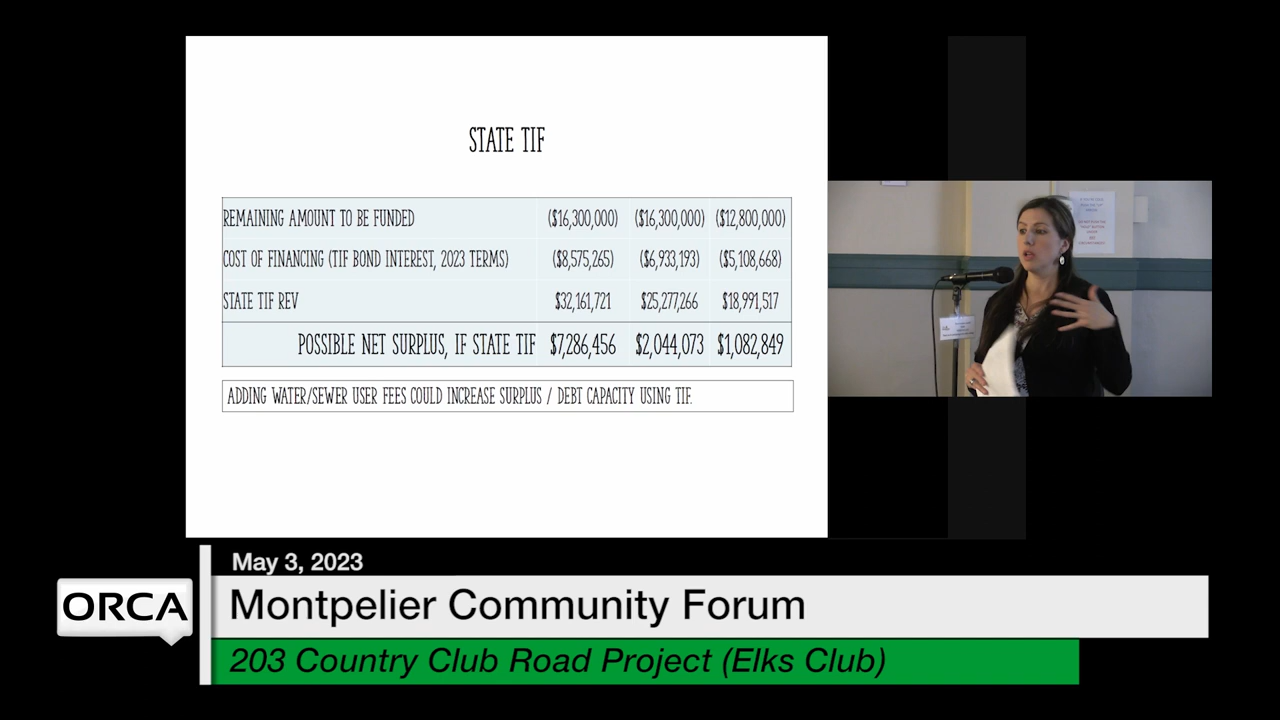 STATE TIF
REMAINING AMOUNT TO BE FUNDED ($16,300,000) ($16,300,000) ($12,800,000)
COST OF FINANCING (TIF BOND INTEREST, 2023 TERMS) ($8,575,265) ($6,933,193) ($5,108,668)
STATE TIF REV $32,161,721 $25,277,266 $18,991,517
POSSIBLE NET SURPLUS, IF STATE TIF $7,286,456 $2,044,073 $1,082,849
ADDING WATER/SEWER USER FEES COULD INCREASE SURPLUS / DEBT CAPACITY USING TIF.
May 3, 2023
ORCA
Montpelier Community Forum
203 Country Club Road Project (Elks Club)